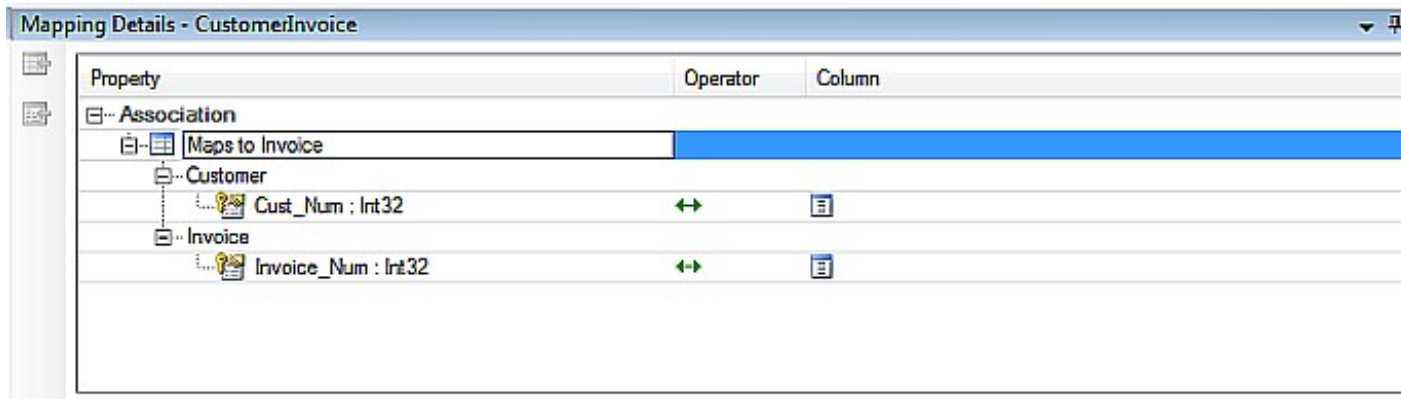 Mapping Details - CustomerInvoice
Property Operator Column
Association
Maps to Invoice
Customer
Cust_Num : Int32
Invoice
Invoice_Num : Int32